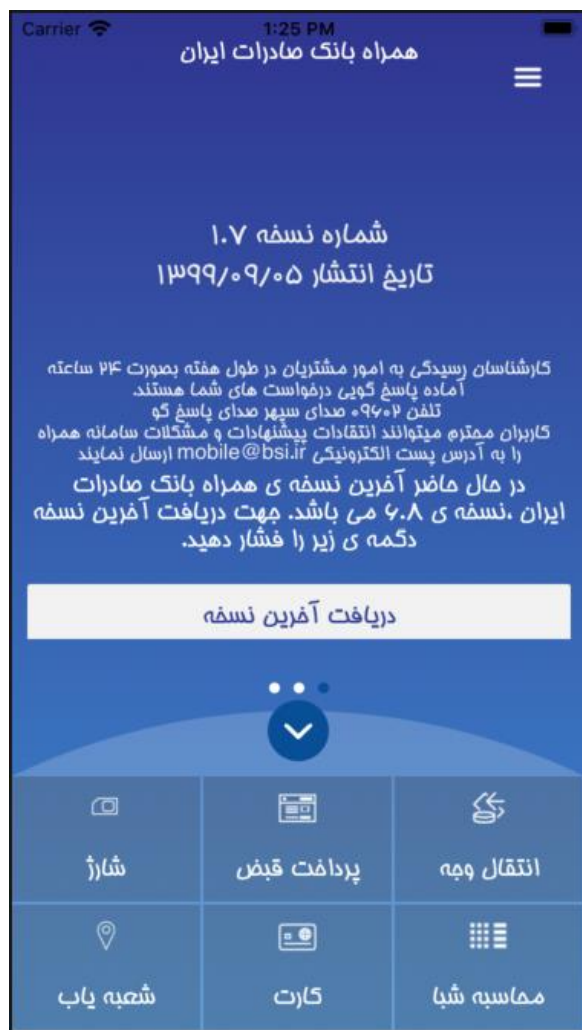 Carrier 1:25 PM
همراه بانک صادرات ایران
شماره نسخه ۱.۷
تاریخ انتشار ۱۳۹۹/۰۹/۰۵
کارشناسان رسیدگی به امور مشتریان در طول هفته بصورت ۲۴ ساعته
آماده پاسخ گویی درخواست های شما هستند.
تلفن ۰۹۶۰۲ صدای سپهر صدای پاسخ گو
کاربران محترم میتوانند انتقادات پیشنهادات و مشکلات سامانه همراه
را به آدرس پست الکترونیکی mobile@bsi.ir ارسال نمایند
در حال حاضر آخرین نسخه ی همراه بانک صادرات
ایران ،نسخه ی ۶.۸ می باشد. جهت دریافت آخرین نسخه
دکمه ی زیر را فشار دهید.
دریافت آخرین نسخه
انتقال وجه
پرداخت قبض
شارژ
محاسبه شبا
کارت
شعبه یاب